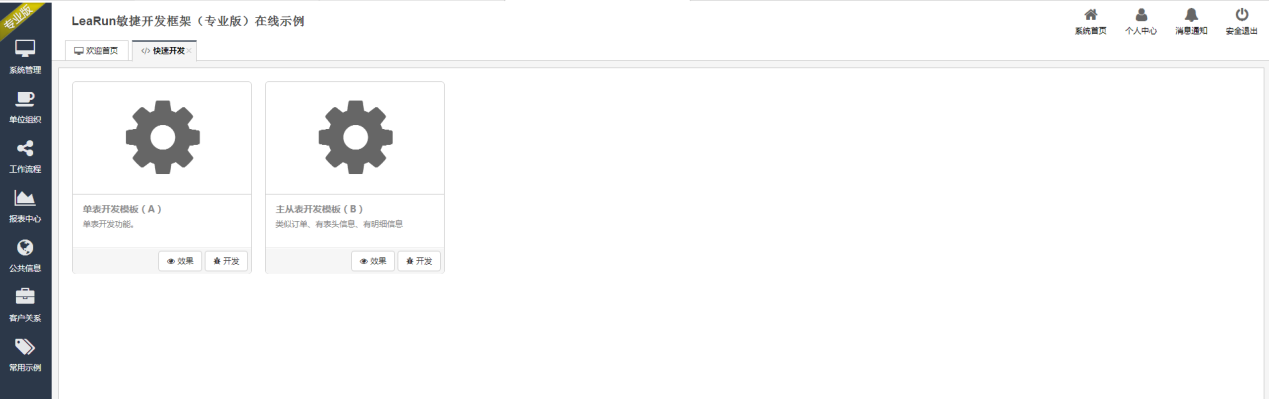 专业版
LeaRun敏捷开发框架（专业版）在线示例
系统首页
个人中心
消息通知
安全退出
欢迎首页
</> 快速开发×
系统管理
单位组织
工作流程
报表中心
公共信息
客户关系
常用示例
单表开发模板（A）
单表开发功能。
效果
开发
主从表开发模板（B）
类似订单、有表头信息、有明细信息
效果
开发